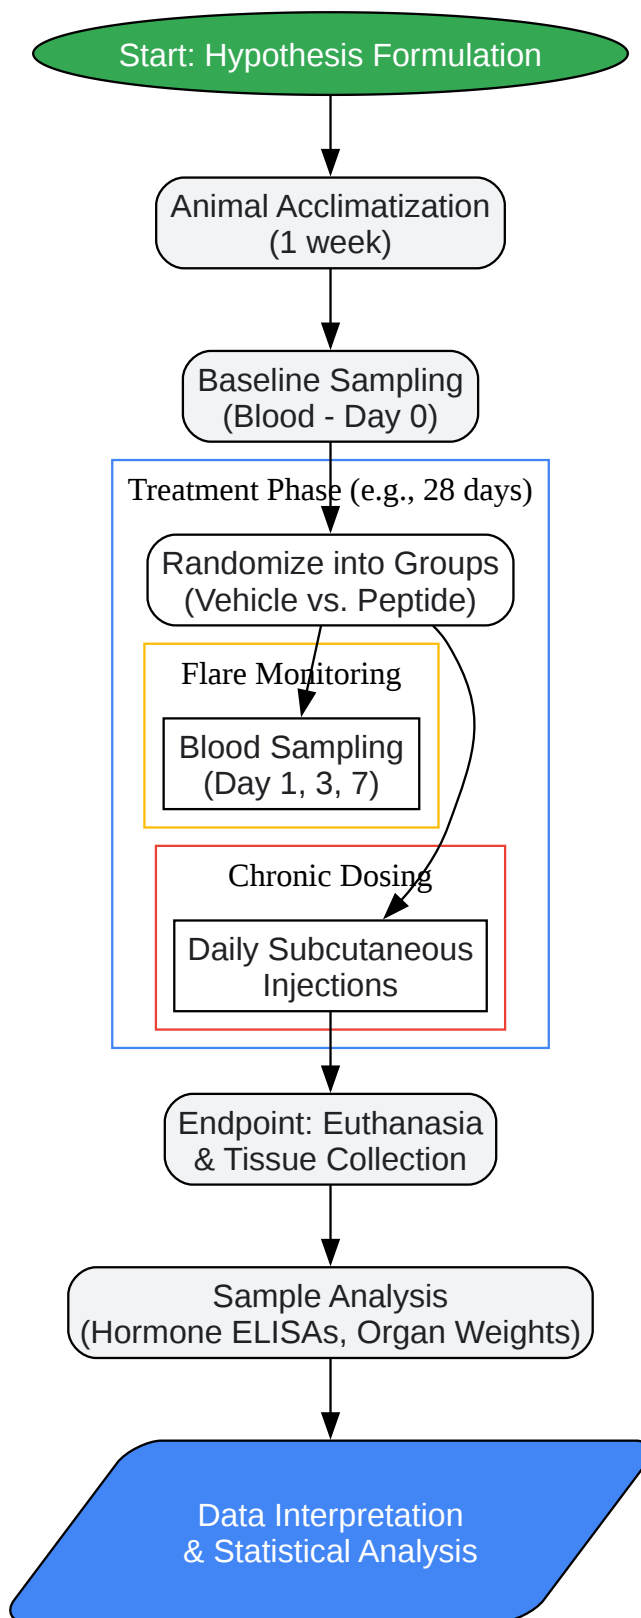 Start: Hypothesis Formulation
Animal Acclimatization
(1 week)
Baseline Sampling
(Blood - Day 0)
Treatment Phase (e.g., 28 days)
Randomize into Groups
(Vehicle vs. Peptide)
Flare Monitoring
Blood Sampling
(Day 1, 3, 7)
Chronic Dosing
Daily Subcutaneous
Injections
Endpoint: Euthanasia
& Tissue Collection
Sample Analysis
(Hormone ELISAs, Organ Weights)
Data Interpretation
& Statistical Analysis